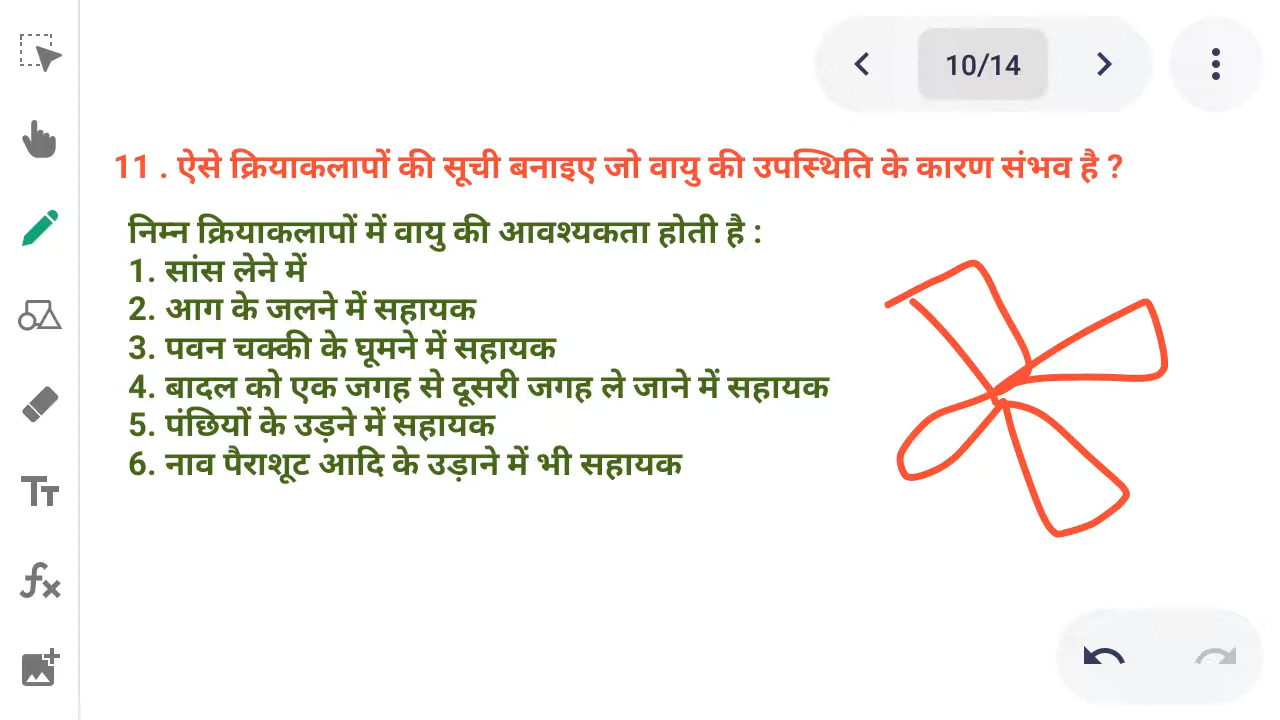 10/14
11 . ऐसे क्रियाकलापों की सूची बनाइए जो वायु की उपस्थिति के कारण संभव है ?
निम्न क्रियाकलापों में वायु की आवश्यकता होती है :
1. सांस लेने में
2. आग के जलने में सहायक
3. पवन चक्की के घूमने में सहायक
4. बादल को एक जगह से दूसरी जगह ले जाने में सहायक
5. पंछियों के उड़ने में सहायक
6. नाव पैराशूट आदि के उड़ाने में भी सहायक
Tт
fx